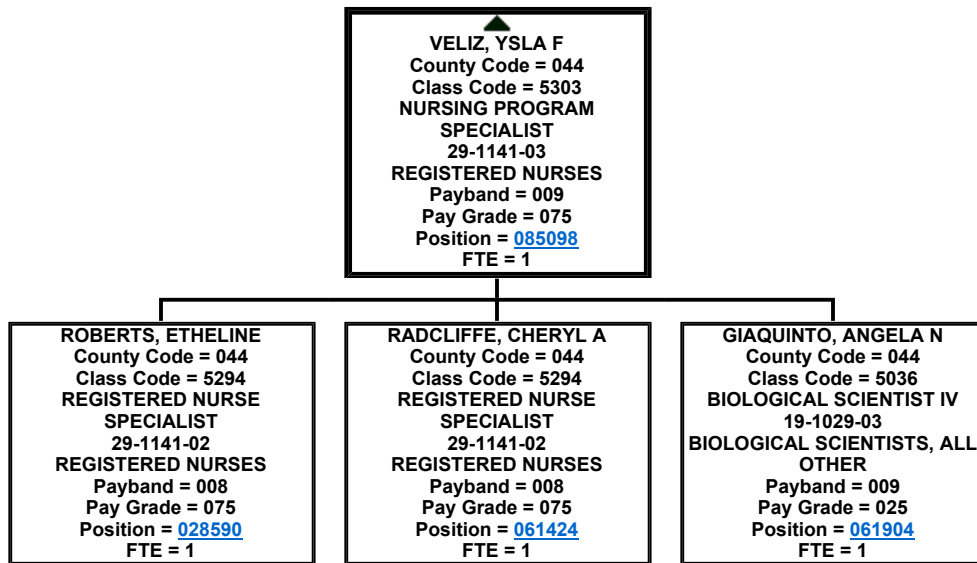 VELIZ, YSLA F
County Code = 044
Class Code = 5303
NURSING PROGRAM
SPECIALIST
29-1141-03
REGISTERED NURSES
Payband = 009
Pay Grade = 075
Position = 085098
FTE = 1
ROBERTS, ETHELINE
County Code = 044
Class Code = 5294
REGISTERED NURSE
SPECIALIST
29-1141-02
REGISTERED NURSES
Payband = 008
Pay Grade = 075
Position = 028590
FTE = 1
RADCLIFFE, CHERYL A
County Code = 044
Class Code = 5294
REGISTERED NURSE
SPECIALIST
29-1141-02
REGISTERED NURSES
Payband = 008
Pay Grade = 075
Position = 061424
FTE = 1
GIAQUINTO, ANGELA N
County Code = 044
Class Code = 5036
BIOLOGICAL SCIENTIST IV
19-1029-03
BIOLOGICAL SCIENTISTS, ALL
OTHER
Payband = 009
Pay Grade = 025
Position = 061904
FTE = 1